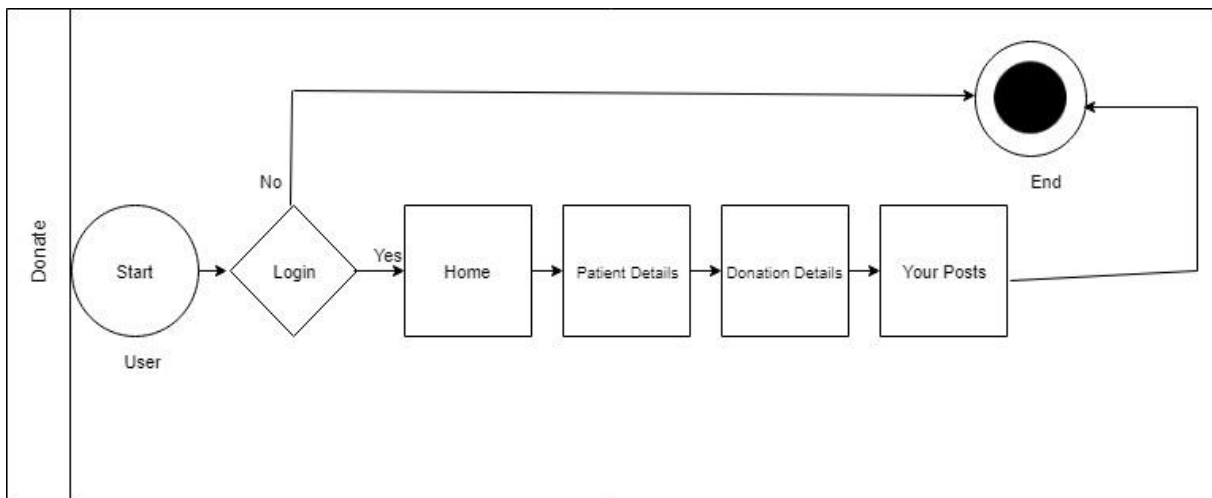 Donate
Start
User
Login
No
Yes
Home
Patient Details
Donation Details
Your Posts
End